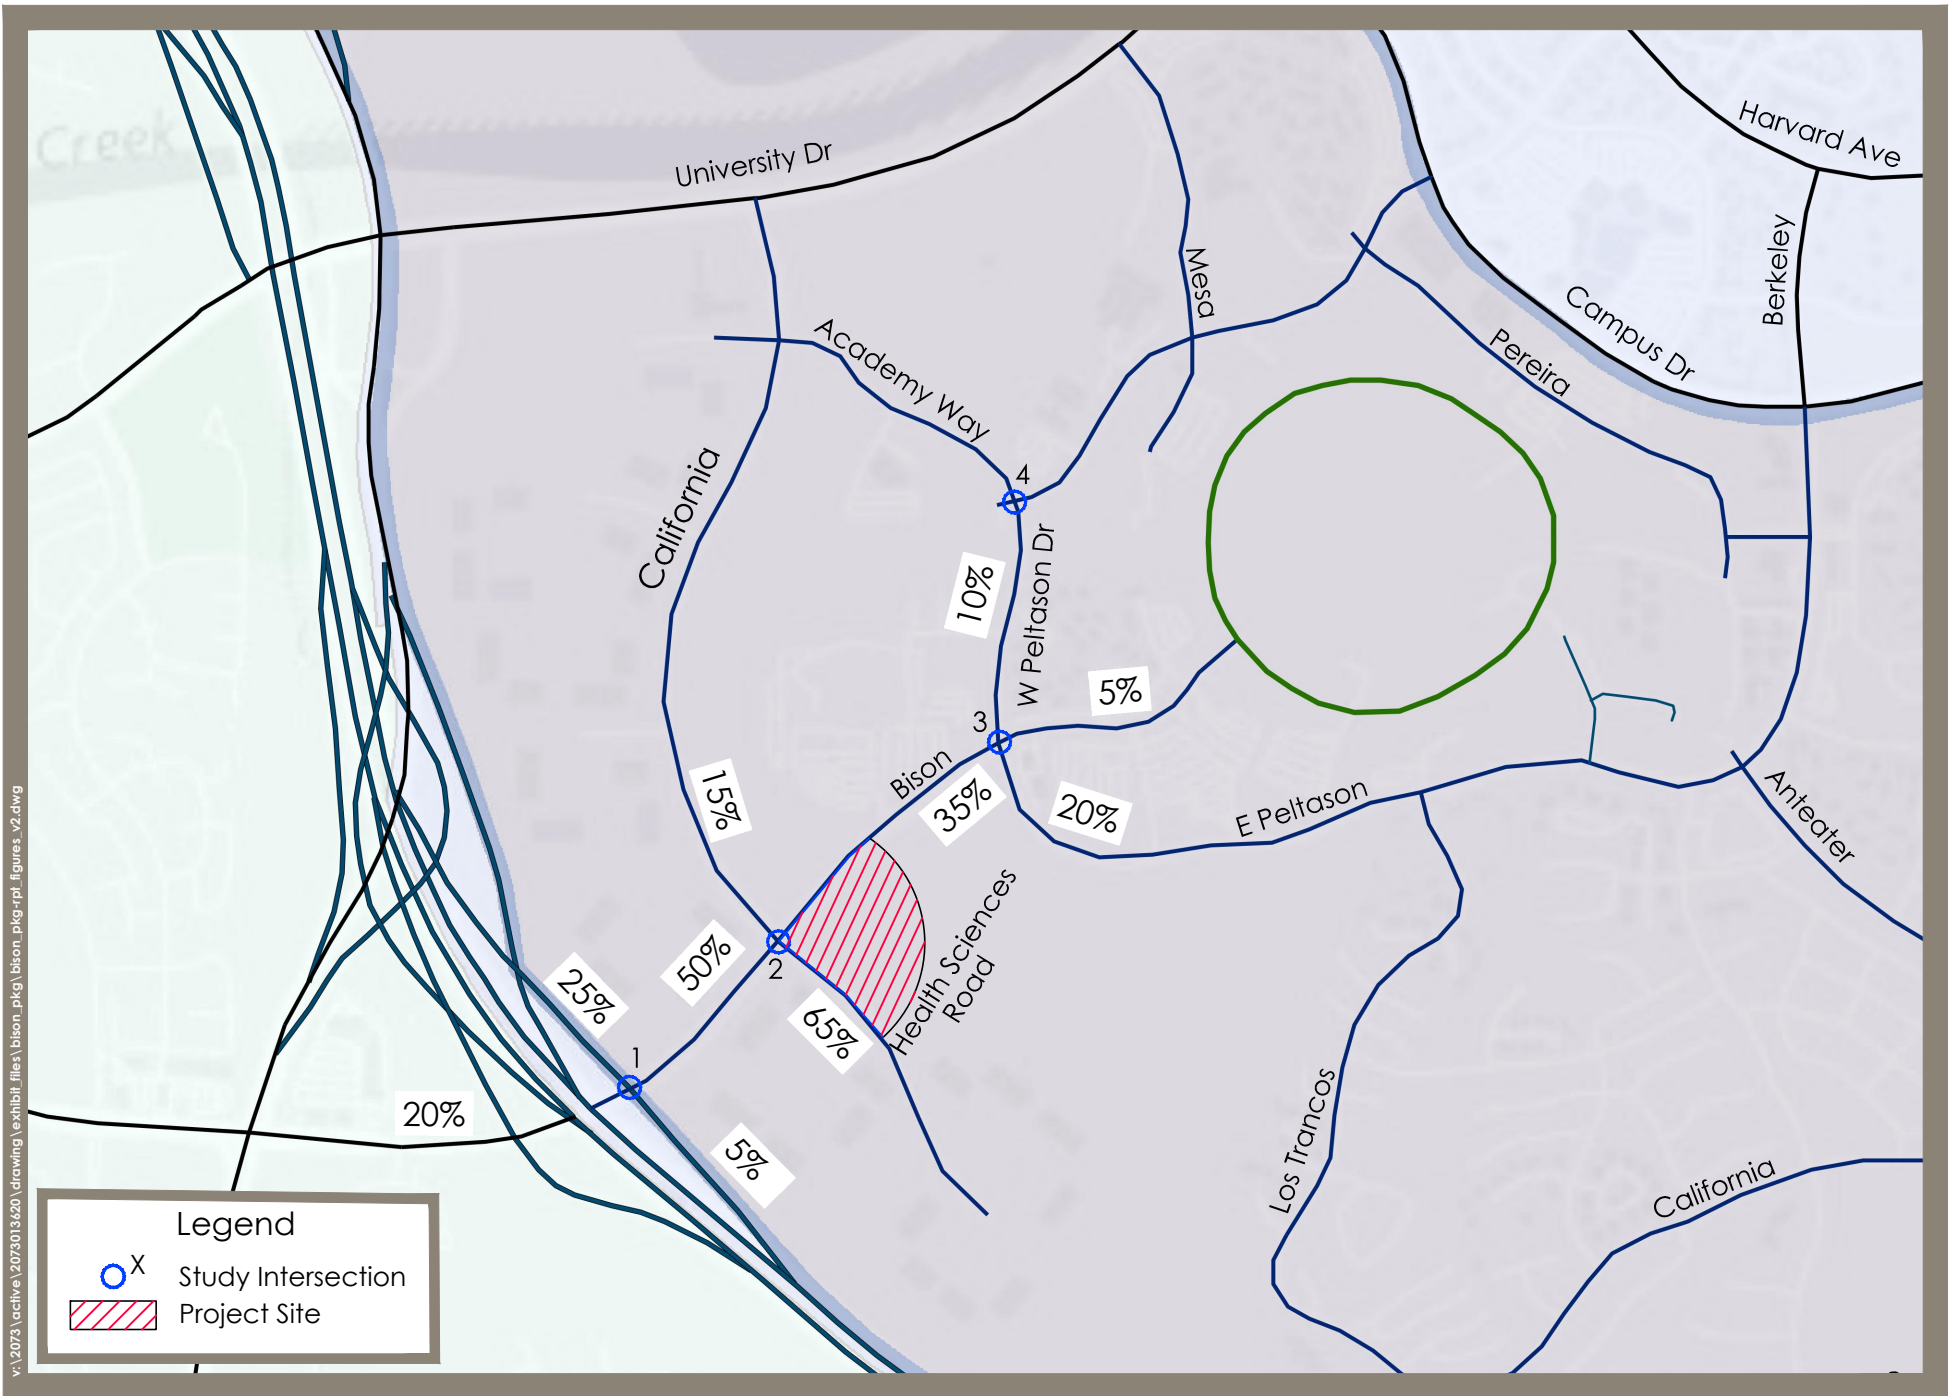 Creek
University Dr
Harvard Ave
Berkeley
Mesa
Campus Dr
Pereira
Academy Way
California
4
10%
W Peltason Dr
5%
3
Bison
35%
20%
E Peltason
Anteater
15%
50%
2
65%
Health Sciences
Road
25%
1
20%
5%
Los Trancos
California
Legend
X
Study Intersection
Project Site
v:\2073\active\2073013620\drawing\exhibit_files\bison_pkg\bison_pkg-rpt_figures_v2.dwg